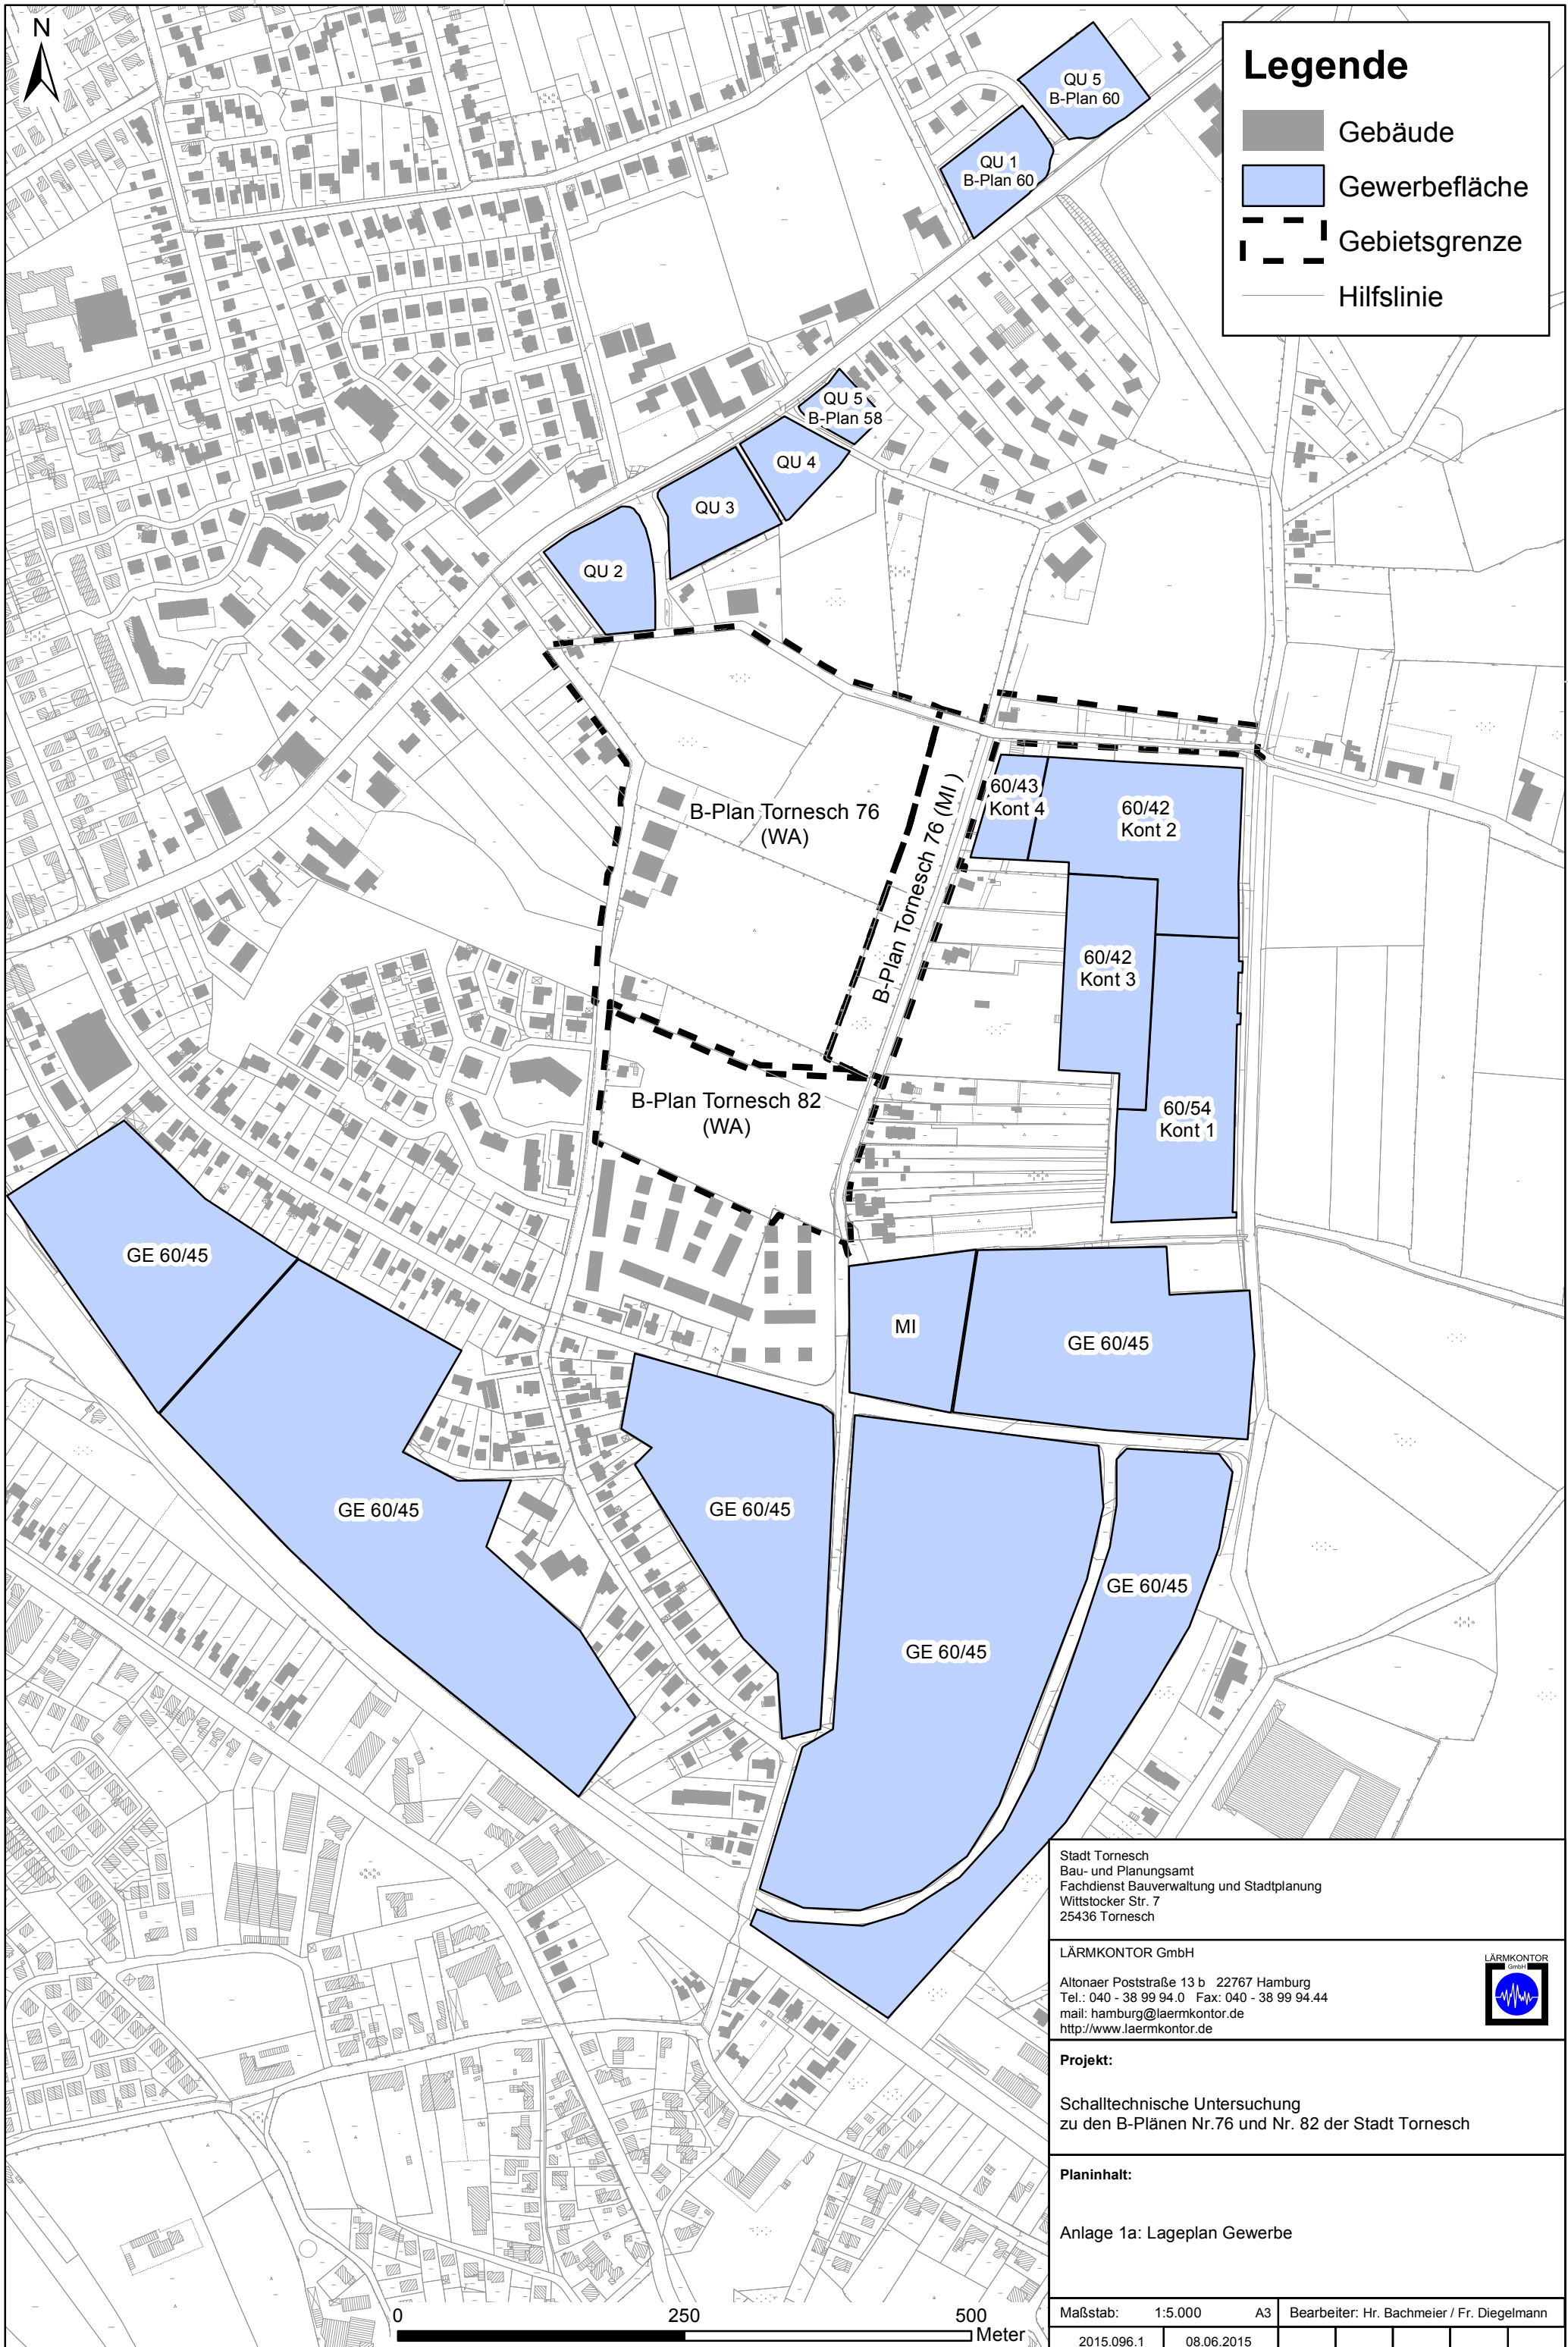 N
Legende
Gebäude
Gewerbefläche
Gebietsgrenze
Hilfslinie
QU 5
B-Plan 60
QU 1
B-Plan 60
QU 5
B-Plan 58
QU 4
QU 3
QU 2
B-Plan Tornesch 76
(WA)
B-Plan Tornesch 76 (MI )
60/43
Kont 4
60/42
Kont 2
60/42
Kont 3
60/54
Kont 1
B-Plan Tornesch 82
(WA)
GE 60/45
MI
GE 60/45
GE 60/45
GE 60/45
GE 60/45
GE 60/45
Stadt Tornesch
Bau- und Planungsamt
Fachdienst Bauverwaltung und Stadtplanung
Wittstocker Str. 7
25436 Tornesch
LÄRMKONTOR GmbH
Altonaer Poststraße 13 b 22767 Hamburg
Tel.: 040 - 38 99 94.0 Fax: 040 - 38 99 94.44
mail: hamburg@laermkontor.de
http://www.laermkontor.de
LÄRMKONTOR
GmbH
Projekt:
Schalltechnische Untersuchung
zu den B-Plänen Nr.76 und Nr. 82 der Stadt Tornesch
Planinhalt:
Anlage 1a: Lageplan Gewerbe
Maßstab: 1:5.000 A3 Bearbeiter: Hr. Bachmeier / Fr. Diegelmann
2015.096.1 08.06.2015
0 250 500
Meter